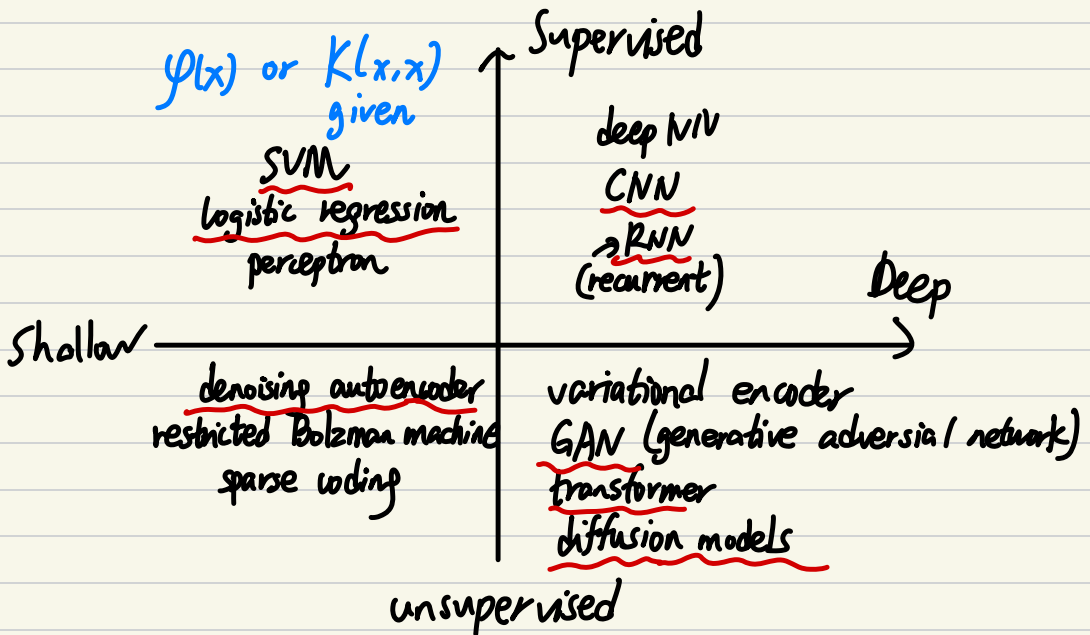 Supervised
φ(x) or K(x,x)
given
SVM
logistic regression
perceptron
deep NN
CNN
→RNN
(recurrent)
Deep
Shallow
denoising autoencoder
restricted Bolzman machine
sparse coding
variational encoder
GAN (generative adversial network)
transformer
diffusion models
unsupervised